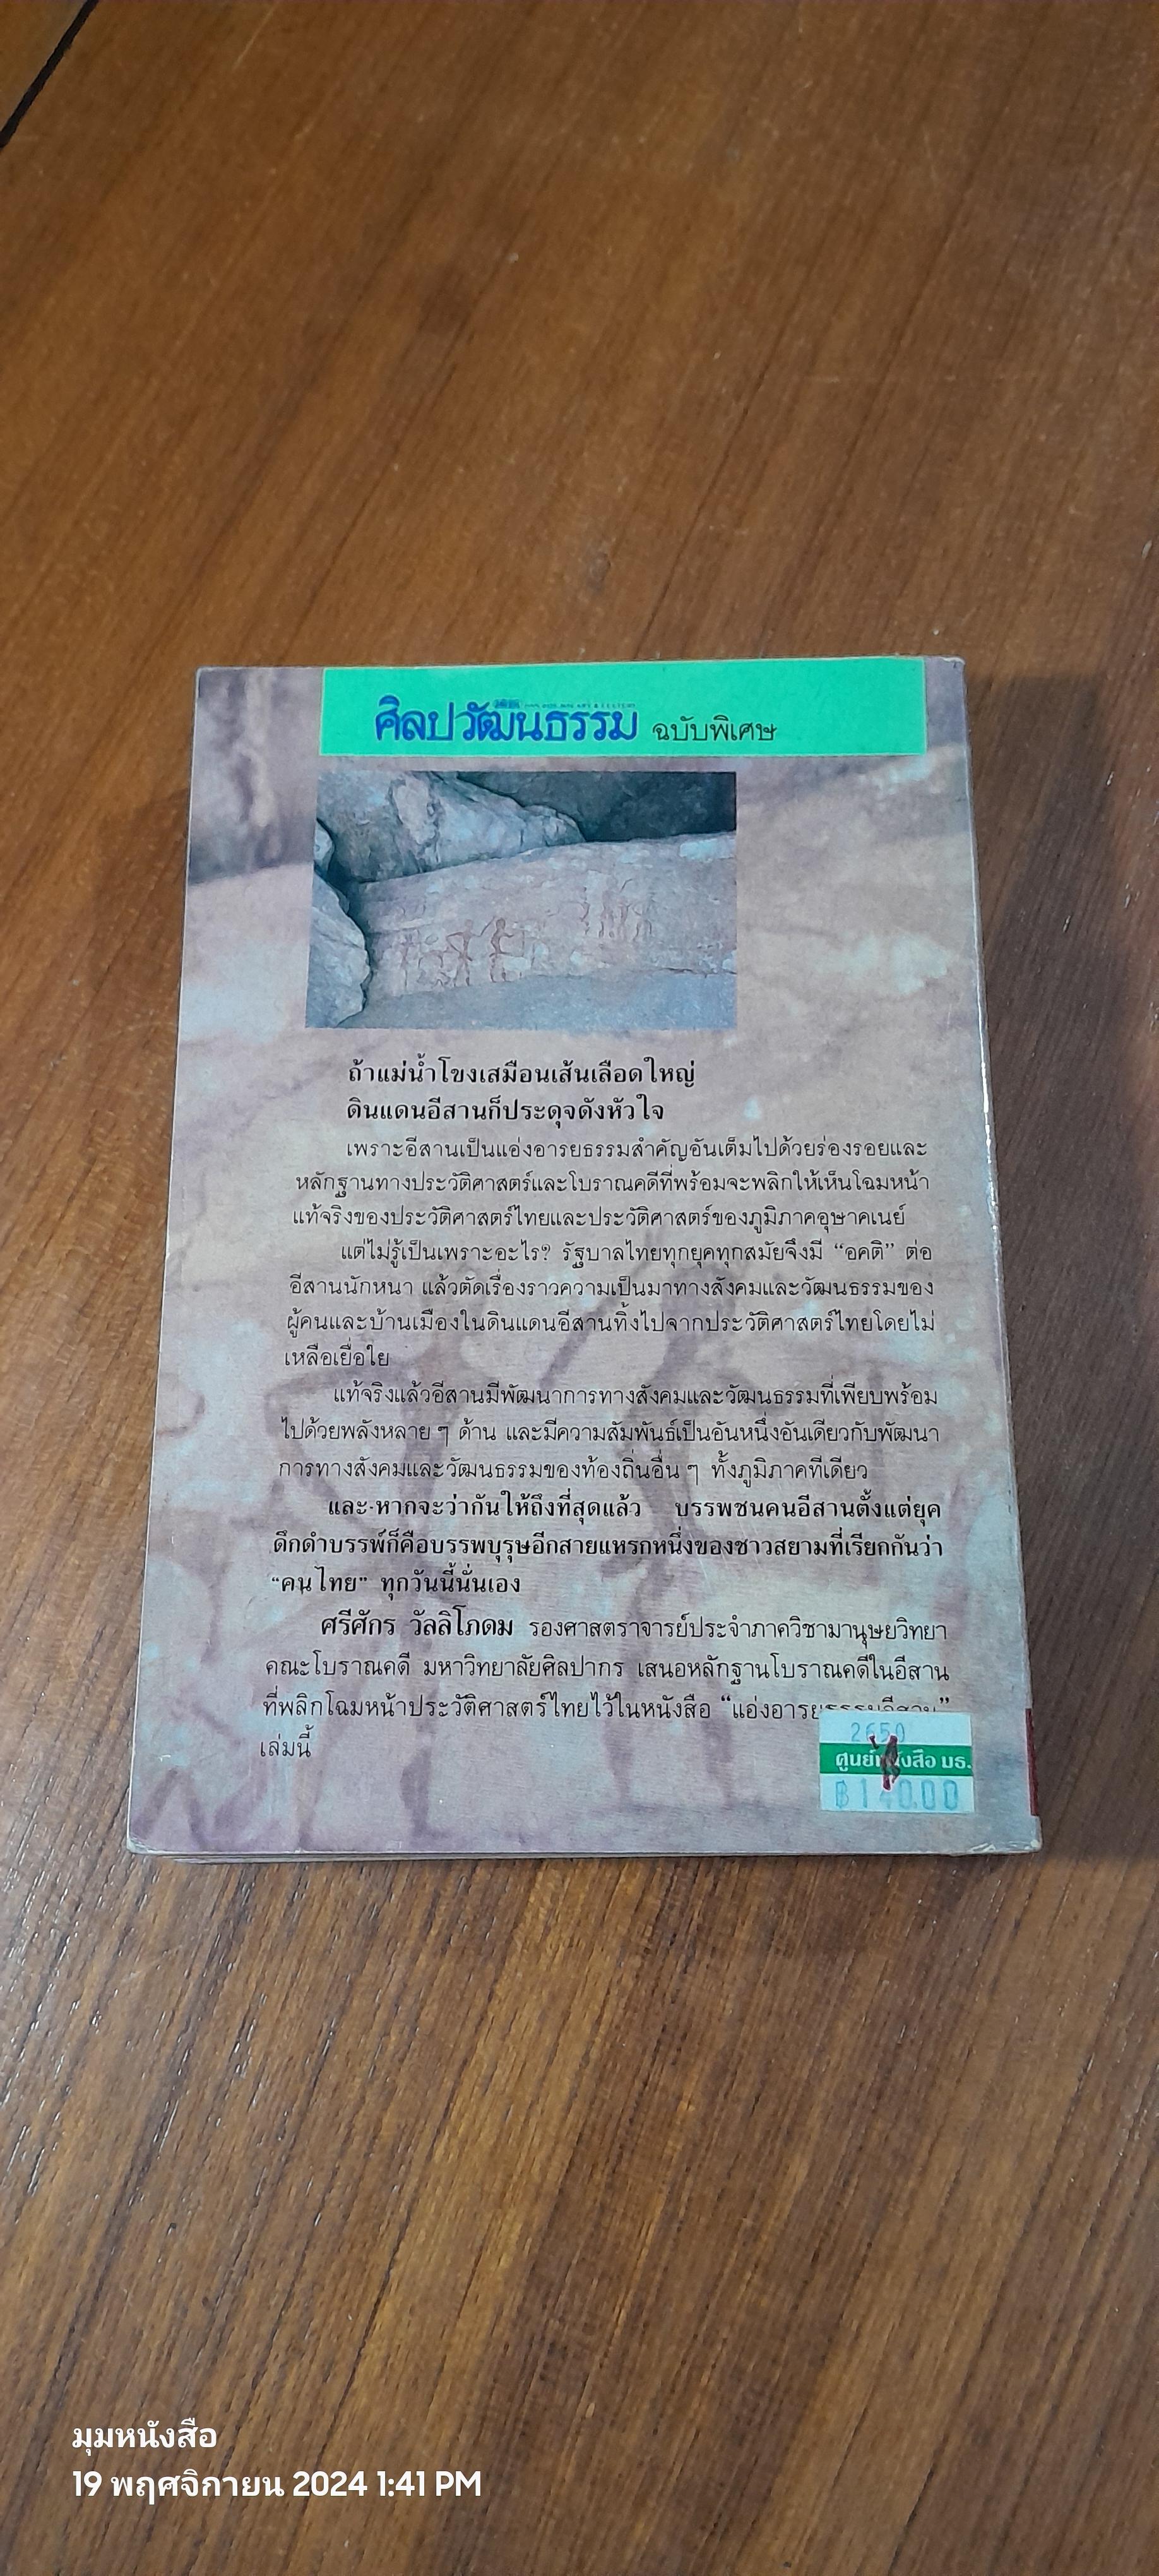 ศิลปวัฒนธรรม ฉบับพิเศษ
ถ้าแม่น้ำโขงเสมือนเส้นเลือดใหญ่
ดินแดนอีสานก็ประดุจดังหัวใจ
เพราะอีสานเป็นแอ่งอารยธรรมสำคัญอันเต็มไปด้วยร่องรอยและ
หลักฐานทางประวัติศาสตร์และโบราณคดีที่พร้อมจะพลิกให้เห็นโฉมหน้า
แท้จริงของประวัติศาสตร์ไทยและประวัติศาสตร์ของภูมิภาคอุษาคเนย์
แต่ไม่รู้เป็นเพราะอะไร? รัฐบาลไทยทุกยุคทุกสมัยจึงมี “อคติ” ต่อ
อีสานนักหนา แล้วตัดเรื่องราวความเป็นมาทางสังคมและวัฒนธรรมของ
ผู้คนและบ้านเมืองในดินแดนอีสานทิ้งไปจากประวัติศาสตร์ไทยโดยไม่
เหลือเยื่อใย
แท้จริงแล้วอีสานมีพัฒนาการทางสังคมและวัฒนธรรมที่เพียบพร้อม
ไปด้วยพลังหลาย ๆ ด้าน และมีความสัมพันธ์เป็นอันหนึ่งอันเดียวกับพัฒนา
การทางสังคมและวัฒนธรรมของท้องถิ่นอื่น ๆ ทั้งภูมิภาคทีเดียว
และ-หากจะว่ากันให้ถึงที่สุดแล้ว บรรพชนคนอีสานตั้งแต่ยุค
ดึกดำบรรพ์ก็คือบรรพบุรุษอีกสายแหรกหนึ่งของชาวสยามที่เรียกกันว่า
“คนไทย” ทุกวันนี้นั่นเอง
ศรีศักร วัลลิโภดม รองศาสตราจารย์ประจำภาควิชามานุษยวิทยา
คณะโบราณคดี มหาวิทยาลัยศิลปากร เสนอหลักฐานโบราณคดีในอีสาน
ที่พลิกโฉมหน้าประวัติศาสตร์ไทยไว้ในหนังสือ “แอ่งอารยธรรมอีสาน”
เล่มนี้
2650
ศูนย์หนังสือ มธ.
฿140.00
มุมหนังสือ
19 พฤศจิกายน 2024 1:41 PM